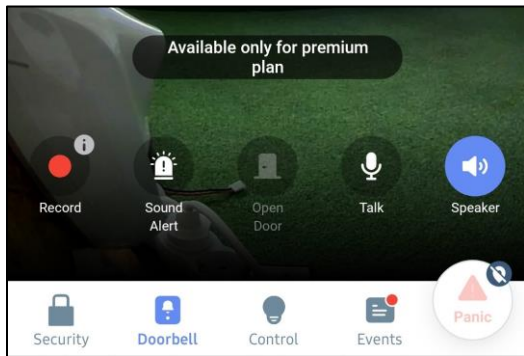 Available only for premium
plan
i
Record
Sound
Alert
Open
Door
Talk
Speaker
Security
Doorbell
Control
Events
Panic